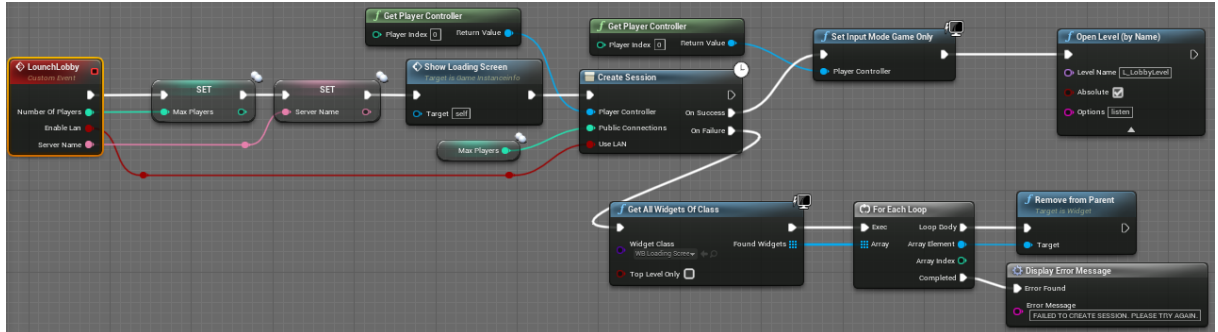 Get Player Controller
Player Index 0 Return Value
Get Player Controller
Player Index 0 Return Value
Set Input Mode Game Only
Player Controller
Open Level (by Name)
Level Name L_LobbyLevel
Absolute
Options listen
LounchLobby
Custom Event
Number Of Players
Enable Lan
Server Name
SET
Max Players
SET
Server Name
Show Loading Screen
Target is Game InstanceInfo
Target self
Create Session
Player Controller On Success
Public Connections On Failure
Use LAN
Max Players
Get All Widgets Of Class
Widget Class Found Widgets
WB Loading Scree
Top Level Only
For Each Loop
Exec Loop Body
Array Array Element
Array Index
Completed
Remove from Parent
Target is Widget
Target
Display Error Message
Error Found
Error Message
FAILED TO CREATE SESSION. PLEASE TRY AGAIN.